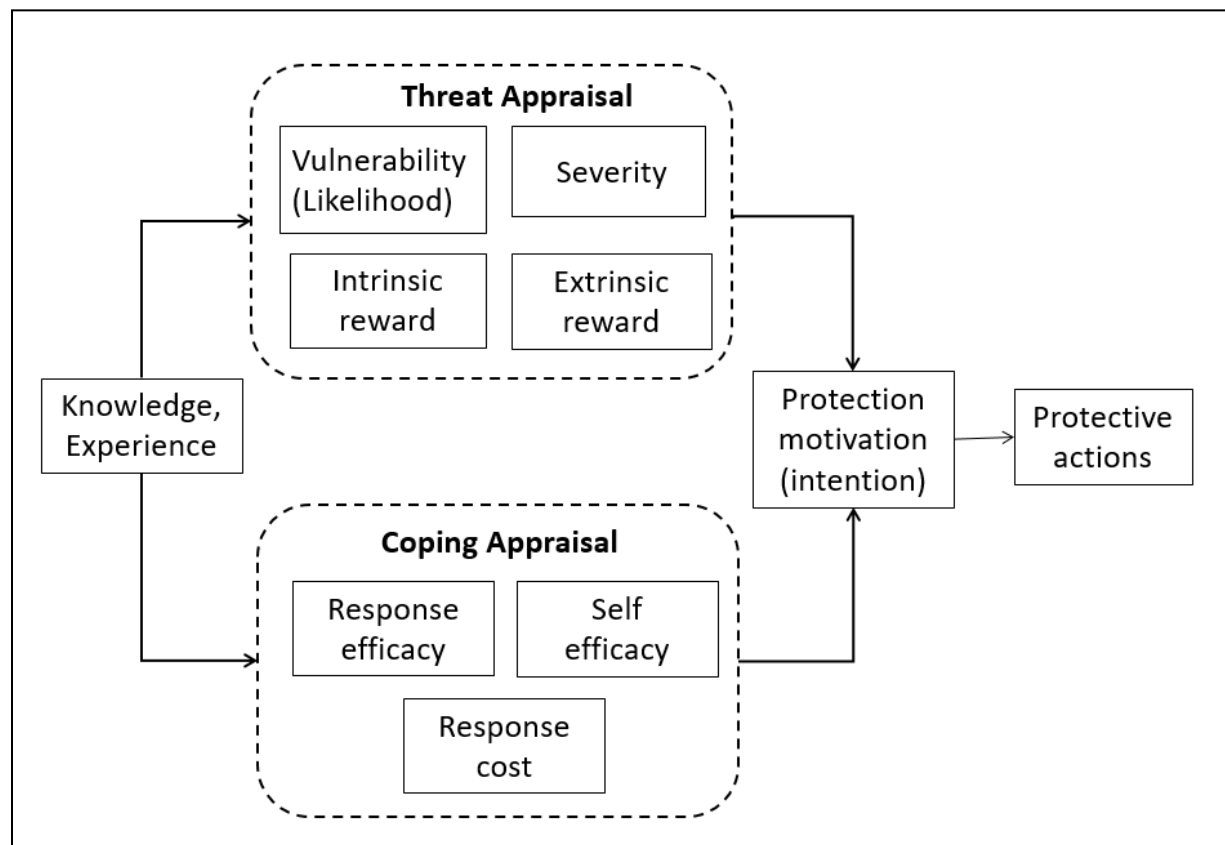 Threat Appraisal
Vulnerability
(Likelihood)
Severity
Intrinsic
reward
Extrinsic
reward
Knowledge,
Experience
Protection
motivation
(intention)
Protective
actions
Coping Appraisal
Response
efficacy
Self
efficacy
Response
cost